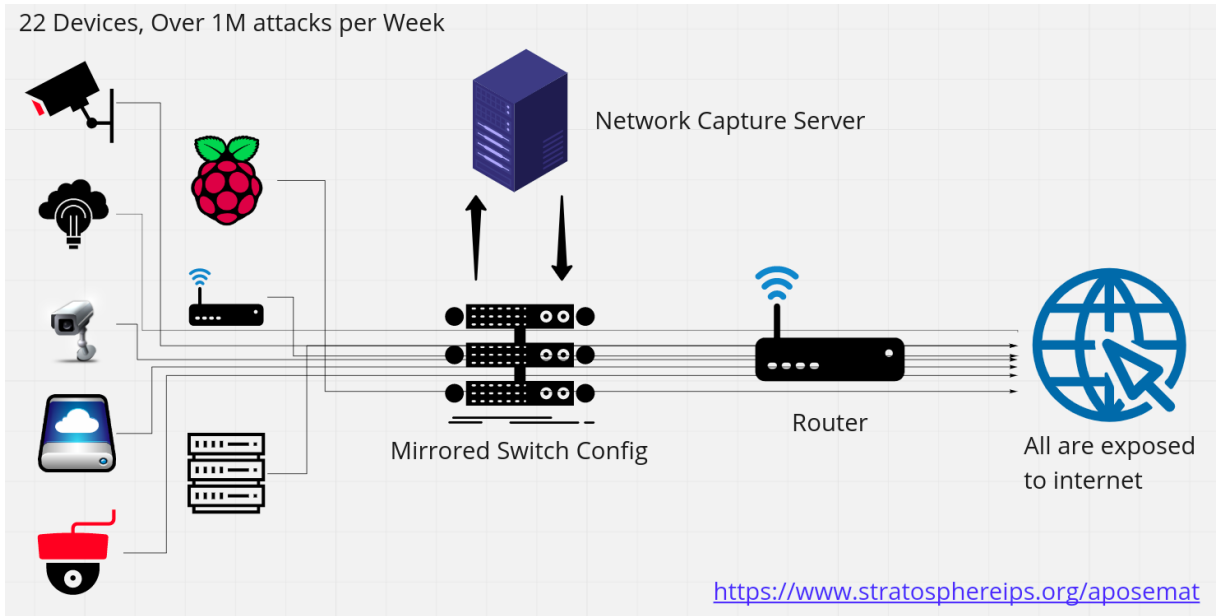 22 Devices, Over 1M attacks per Week
Network Capture Server
Mirrored Switch Config
Router
All are exposed
to internet
https://www.stratosphereips.org/aposemat